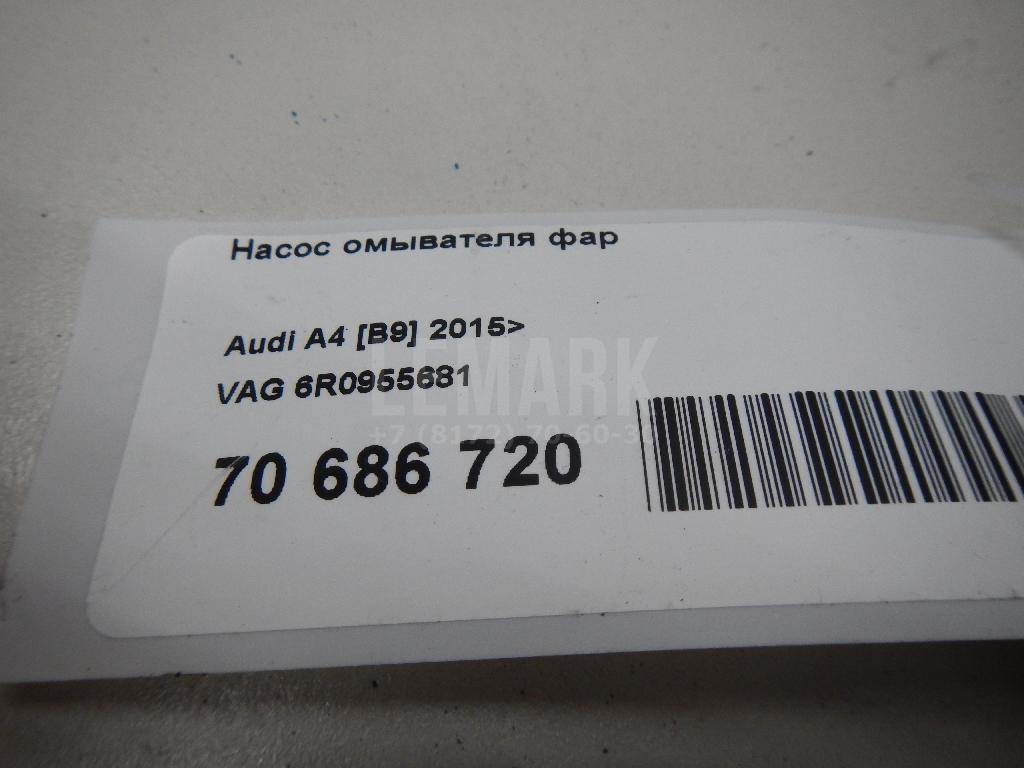 Насос омывателя фар
Audi A4 [B9] 2015>
VAG 6R0955681
LEMARK
70 686 720